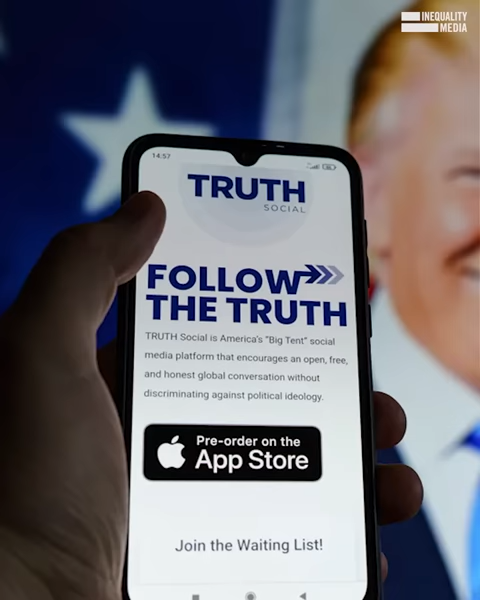 INEQUALITY
MEDIA
14:57
TRUTH
SOCIAL
FOLLOW
THE TRUTH
TRUTH Social is America's "Big Tent" social
media platform that encourages an open, free,
and honest global conversation without
discriminating against political ideology.
Pre-order on the
App Store
Join the Waiting List!